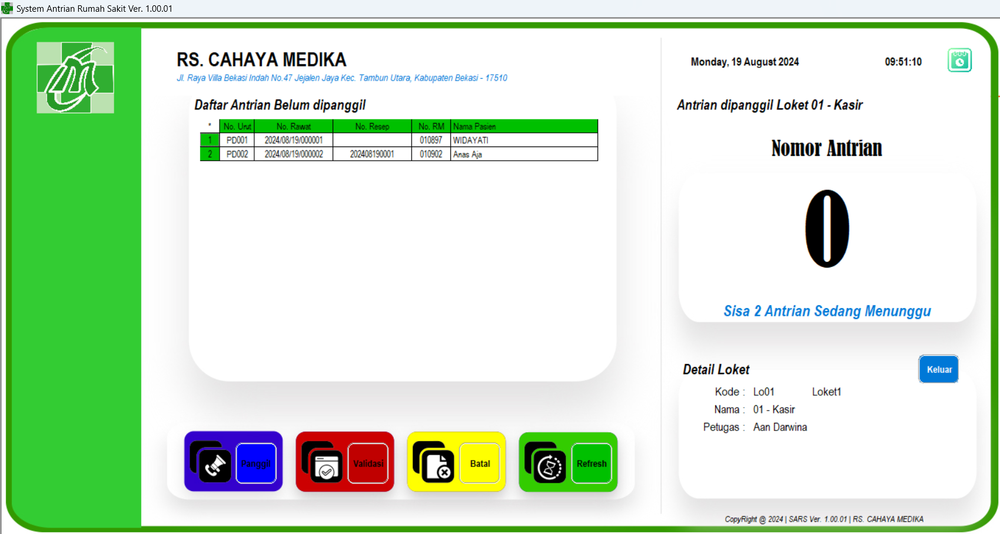 System Antrian Rumah Sakit Ver. 1.00.01
RS. CAHAYA MEDIKA
Jl. Raya Villa Bekasi Indah No.47 Jejalen Jaya Kec. Tambun Utara, Kabupaten Bekasi - 17510
Daftar Antrian Belum dipanggil
* No. Urut No. Rawat No. Resep No. RM Nama Pasien
1 PD001 2024/08/19/000001 010897 WIDAYATI
2 PD002 2024/08/19/000002 202408190001 010902 Anas Aja
Panggil
Validasi
Batal
Refresh
Monday, 19 August 2024 09:51:10
Antrian dipanggil Loket 01 - Kasir
Nomor Antrian
0
Sisa 2 Antrian Sedang Menunggu
Detail Loket
Keluar
Kode : Lo01 Loket1
Nama : 01 - Kasir
Petugas : Aan Darwina
CopyRight @ 2024 | SARS Ver. 1.00.01 | RS. CAHAYA MEDIKA